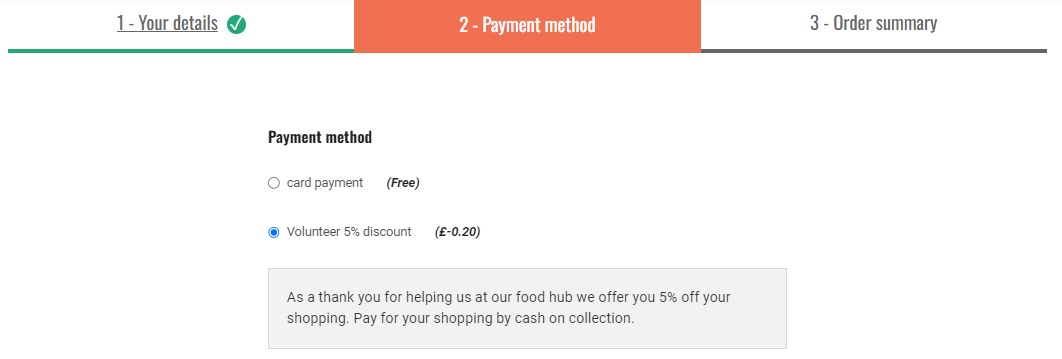 1 - Your details
2 - Payment method
3 - Order summary
Payment method
card payment (Free)
Volunteer 5% discount (£-0.20)
As a thank you for helping us at our food hub we offer you 5% off your
shopping. Pay for your shopping by cash on collection.